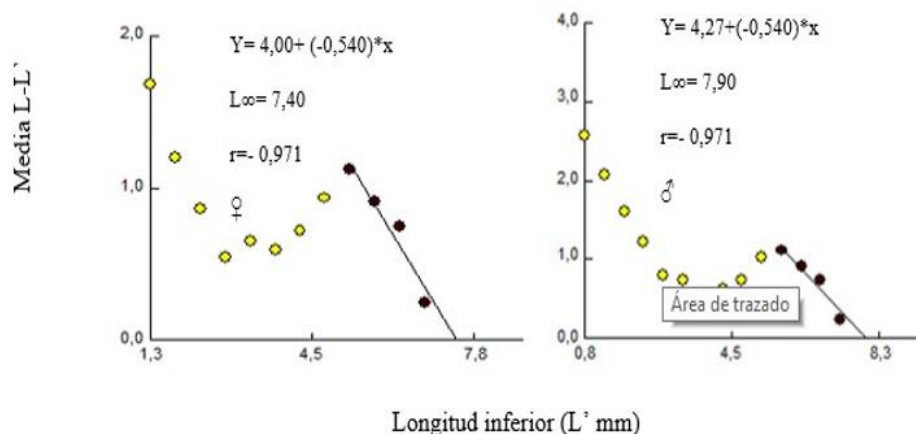 Media L-L`
2,0
1,0
0,0
1,3
4,5
7,8
Y= 4,00+ (-0,540)*x
L∞= 7,40
r=- 0,971
♀
4,0
3,0
2,0
1,0
0,0
0,8
4,5
8,3
Y= 4,27+(-0,540)*x
L∞= 7,90
r=- 0,971
♂
Área de trazado
Longitud inferior (L’ mm)